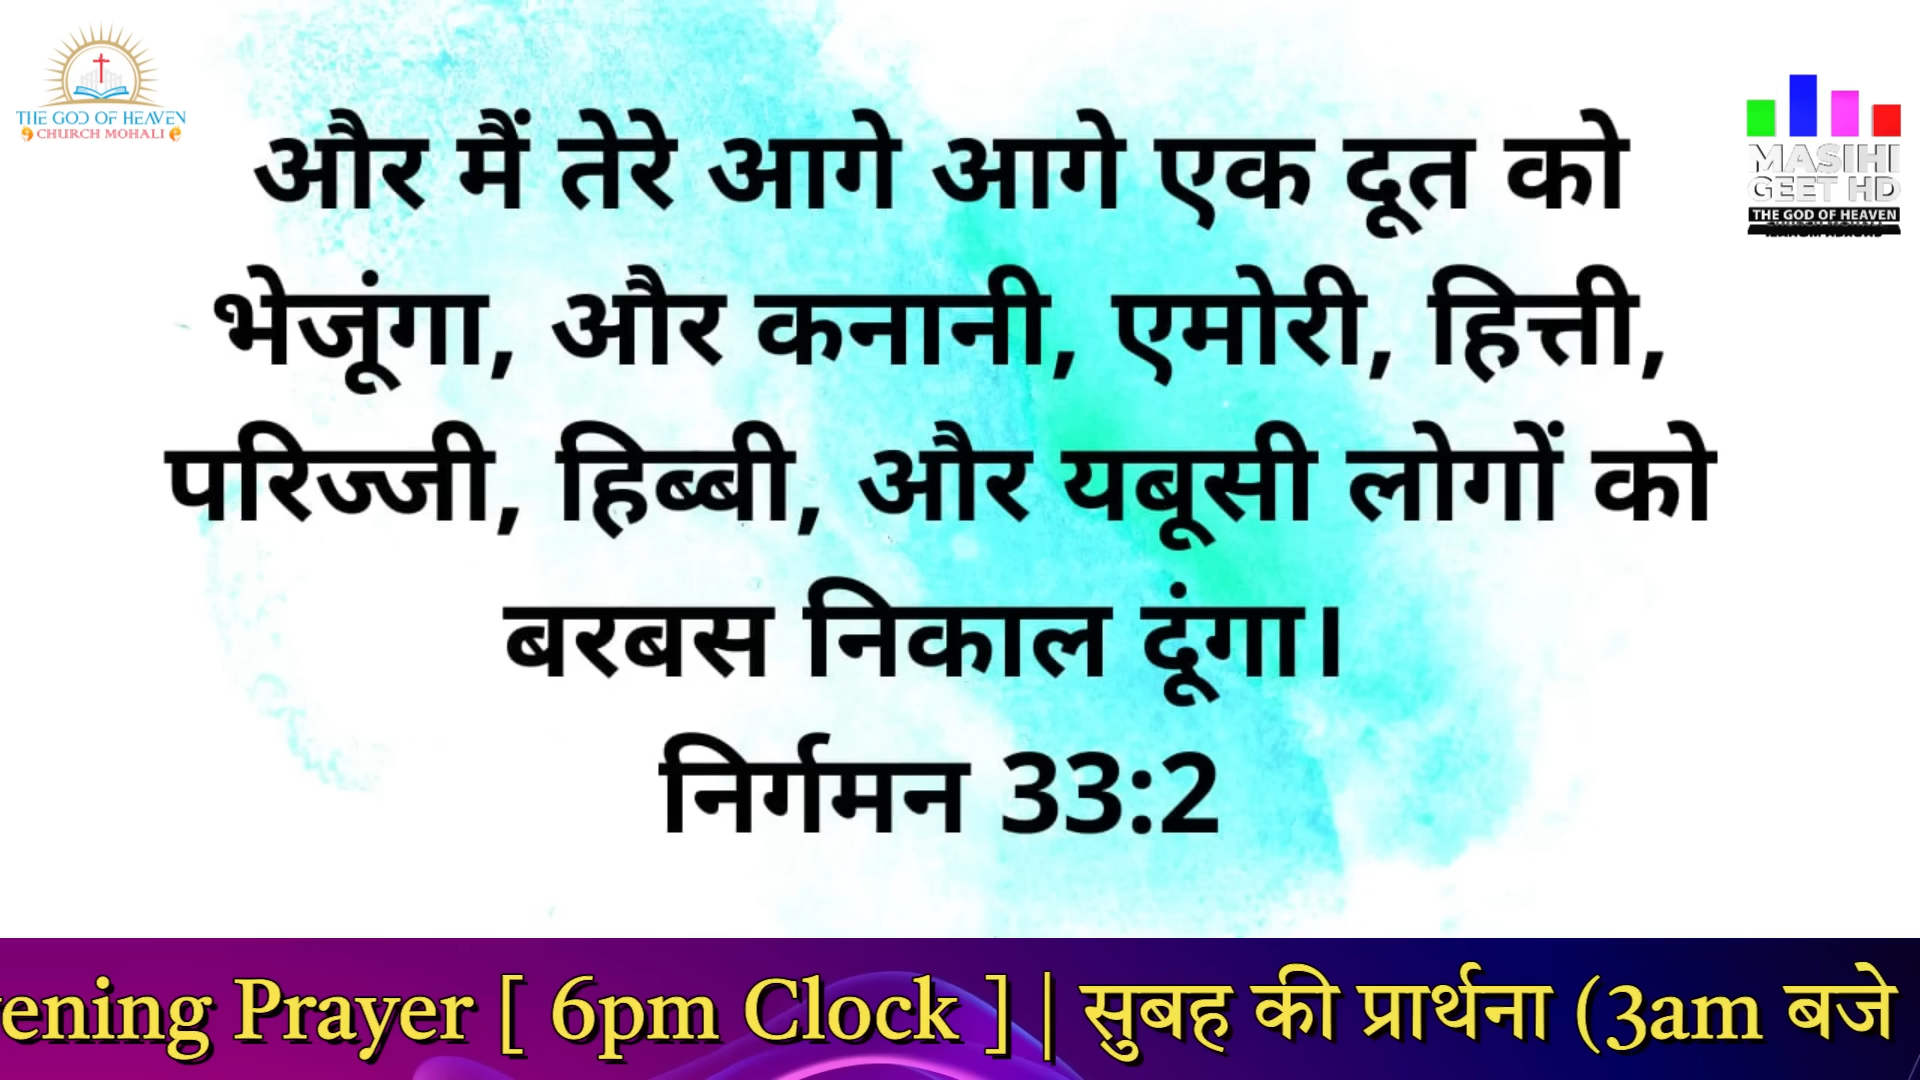 THE GOD OF HEAVEN
CHURCH MOHALI
MASIHI
GEET HD
THE GOD OF HEAVEN
और मैं तेरे आगे आगे एक दूत को
भेजूंगा, और कनानी, एमोरी, हित्ती,
परिज्जी, हिब्बी, और यबूसी लोगों को
बरबस निकाल दूंगा।
निर्गमन 33:2
ening Prayer [ 6pm Clock ] | सुबह की प्रार्थना (3am बजे